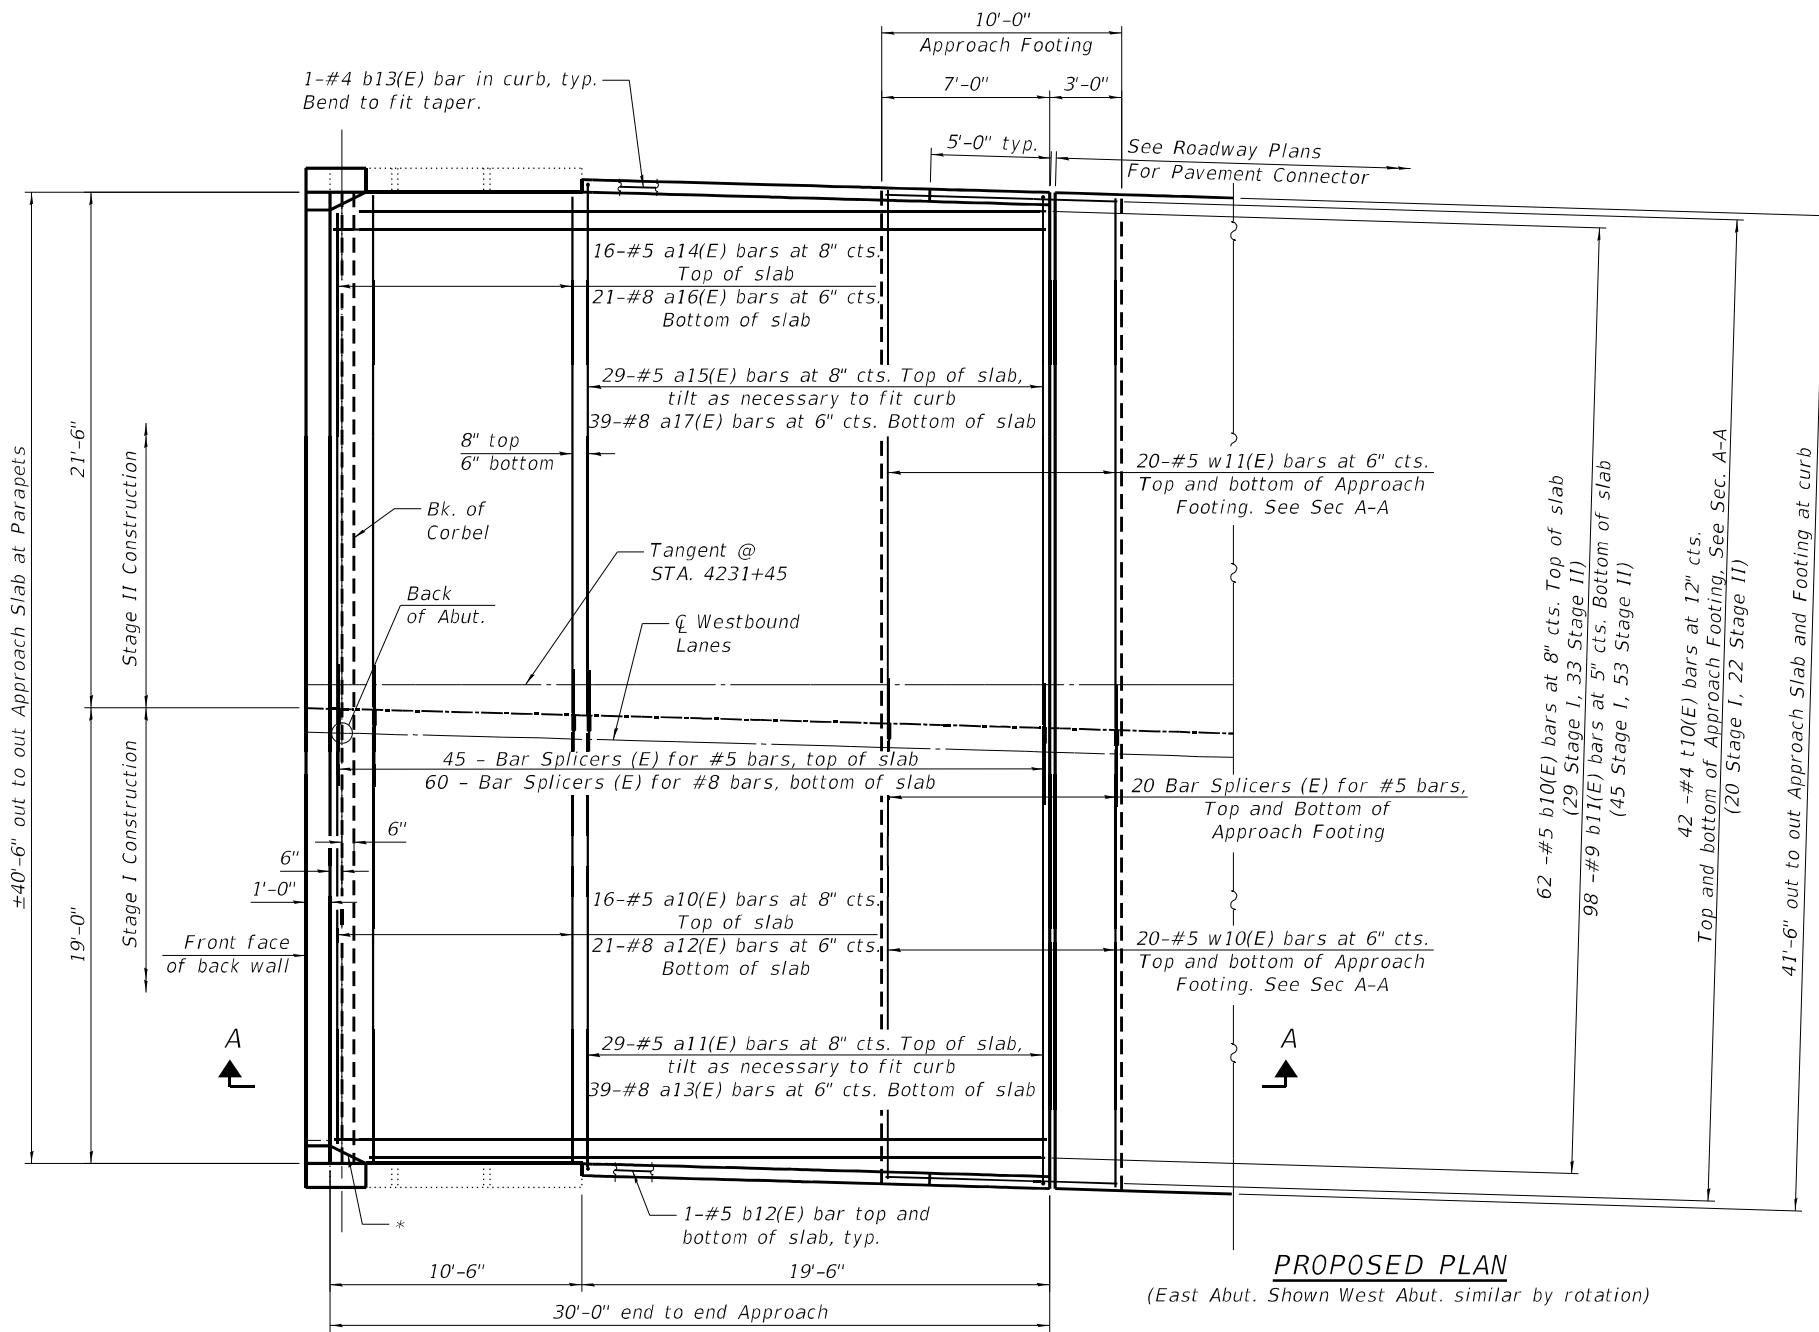 10'-0"
Approach Footing
7'-0"
3'-0"
1-#4 b13(E) bar in curb, typ.
Bend to fit taper.
5'-0" typ.
See Roadway Plans
For Pavement Connector
16-#5 a14(E) bars at 8" cts.
Top of slab
21-#8 a16(E) bars at 6" cts.
Bottom of slab
29-#5 a15(E) bars at 8" cts. Top of slab,
tilt as necessary to fit curb
39-#8 a17(E) bars at 6" cts. Bottom of slab
8" top
6" bottom
20-#5 w11(E) bars at 6" cts.
Top and bottom of Approach
Footing. See Sec A-A
Bk. of
Corbel
Tangent @
STA. 4231+45
Back
of Abut.
℄ Westbound
Lanes
±40'-6" out to out Approach Slab at Parapets
21'-6"
19'-0"
Stage II Construction
Stage I Construction
45 - Bar Splicers (E) for #5 bars, top of slab
60 - Bar Splicers (E) for #8 bars, bottom of slab
20 Bar Splicers (E) for #5 bars,
Top and Bottom of
Approach Footing
6"
6"
1'-0"
Front face
of back wall
16-#5 a10(E) bars at 8" cts.
Top of slab
21-#8 a12(E) bars at 6" cts.
Bottom of slab
20-#5 w10(E) bars at 6" cts.
Top and bottom of Approach
Footing. See Sec A-A
A
A
29-#5 a11(E) bars at 8" cts. Top of slab,
tilt as necessary to fit curb
39-#8 a13(E) bars at 6" cts. Bottom of slab
62 -#5 b10(E) bars at 8" cts. Top of slab
(29 Stage I, 33 Stage II)
98 -#9 b11(E) bars at 5" cts. Bottom of slab
(45 Stage I, 53 Stage II)
42 -#4 t10(E) bars at 12" cts.
Top and bottom of Approach Footing, See Sec. A-A
(20 Stage I, 22 Stage II)
41'-6" out to out Approach Slab and Footing at curb
*
1-#5 b12(E) bar top and
bottom of slab, typ.
10'-6"
19'-6"
30'-0" end to end Approach
PROPOSED PLAN
(East Abut. Shown West Abut. similar by rotation)